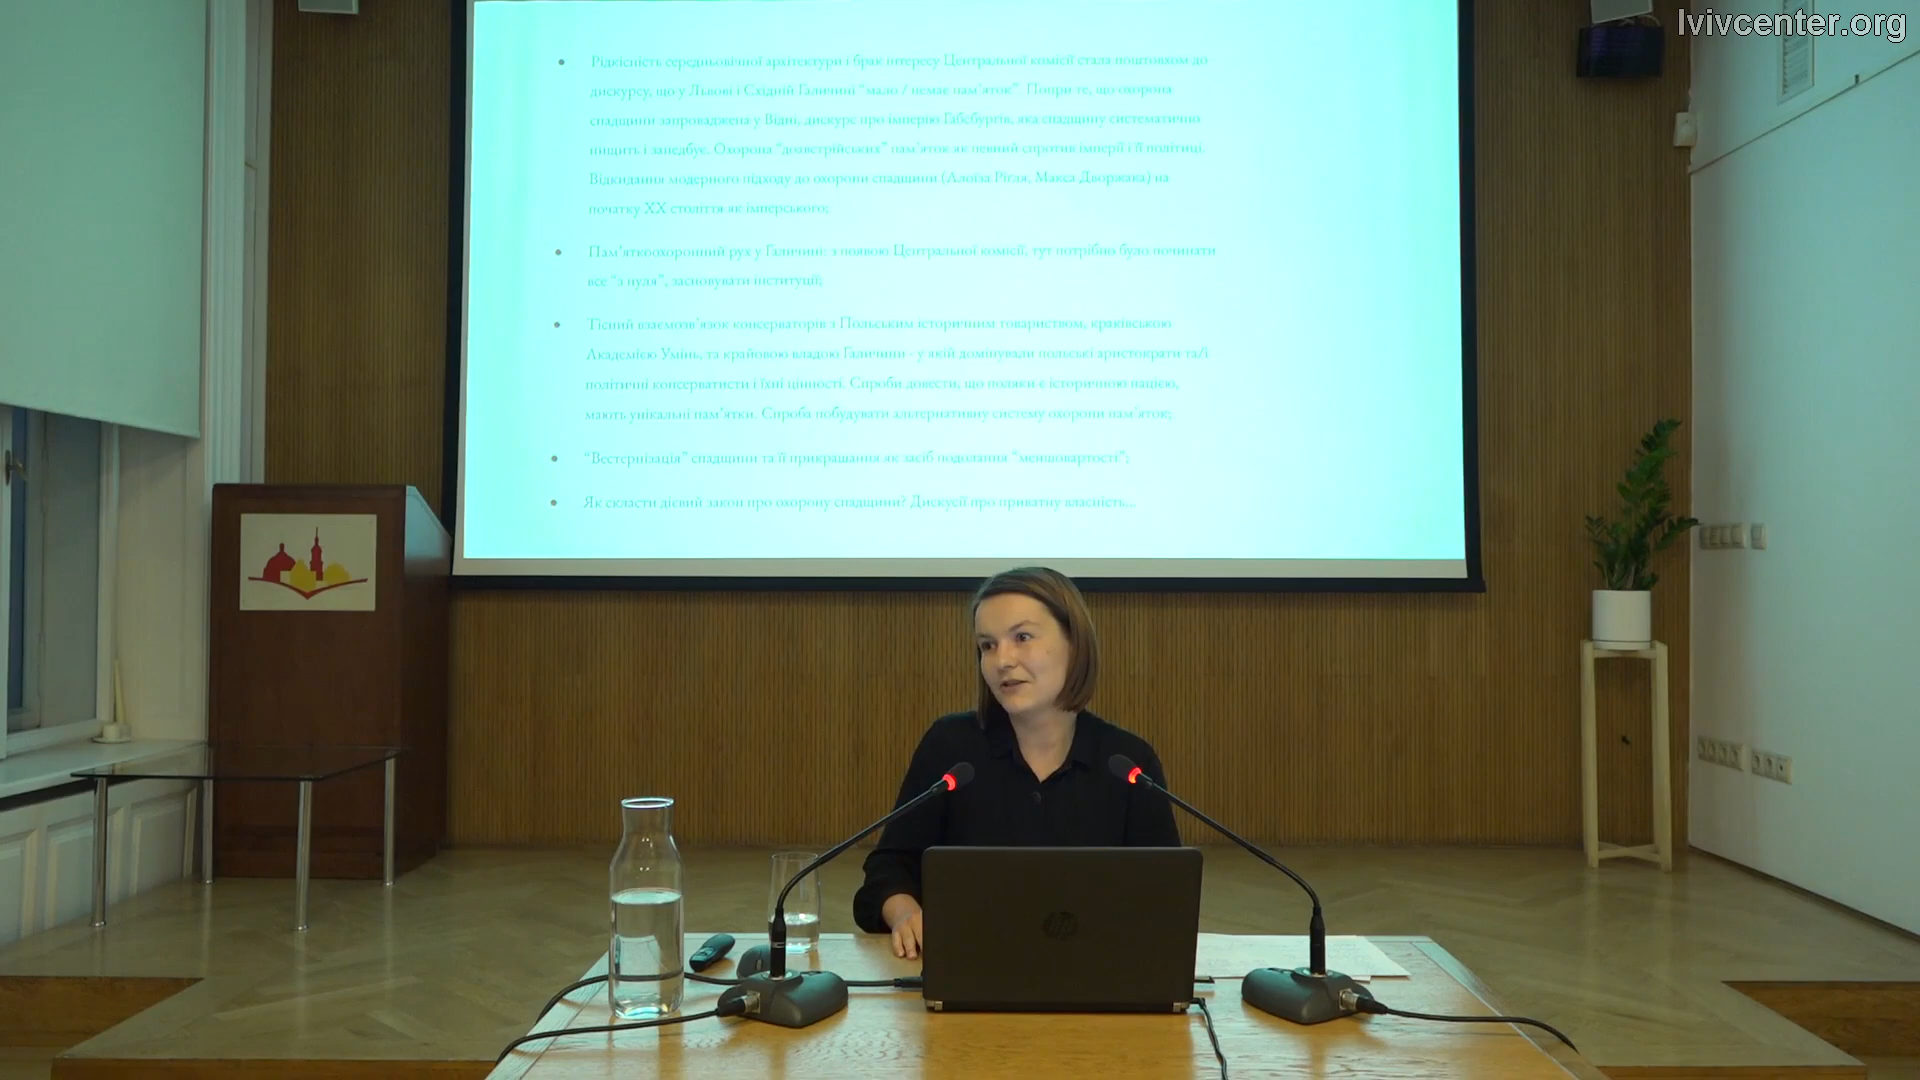 lvivcenter.org
Рідкісність середньовічної архітектури і брак інтересу Центральної комісії стала поштовхом до
дискурсу, що у Львові і Східній Галичині “мало / немає пам’яток”. Попри те, що охорона
спадщини запроваджена у Відні, дискурс про імперію Габсбургів, яка спадщину систематично
нищить і занедбує. Охорона “доавстрійських” пам’яток як певний спротив імперії і її політиці.
Відкидання модерного підходу до охорони спадщини (Алоїза Рігля, Макса Дворжака) на
початку ХХ століття як імперського;
Пам’яткоохоронний рух у Галичині: з появою Центральної комісії, тут потрібно було починати
все “з нуля”, засновувати інституції;
Тісний взаємозв’язок консерваторів з Польським історичним товариством, краківською
Академією Умінь, та крайовою владою Галичини - у якій домінували польські аристократи та/і
політичні консерватисти і їхні цінності. Спроби довести, що поляки є історичною нацією,
мають унікальні пам’ятки. Спроба побудувати альтернативну систему охорони пам’яток;
“Вестернізація” спадщини та її прикрашання як засіб подолання “меншовартості”;
Як скласти дієвий закон про охорону спадщини? Дискусії про приватну власність...
hp